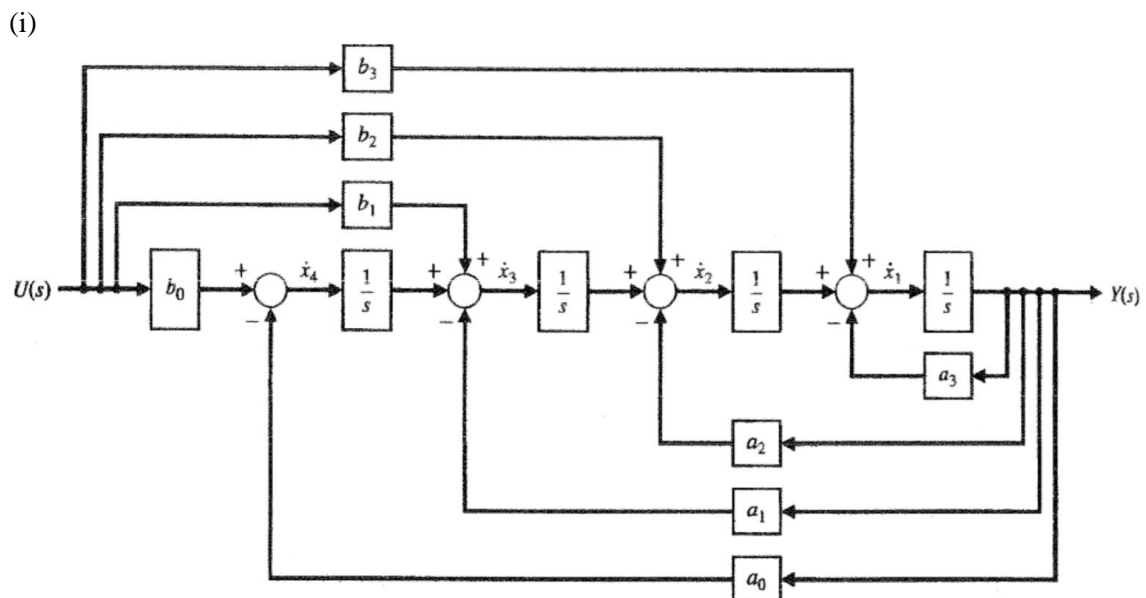 (i)
b₃
b₂
b₁
U(s) b₀ + − ẋ₄ 1/s + + − ẋ₃ 1/s + + − ẋ₂ 1/s + + − ẋ₁ 1/s Y(s)
a₃
a₂
a₁
a₀